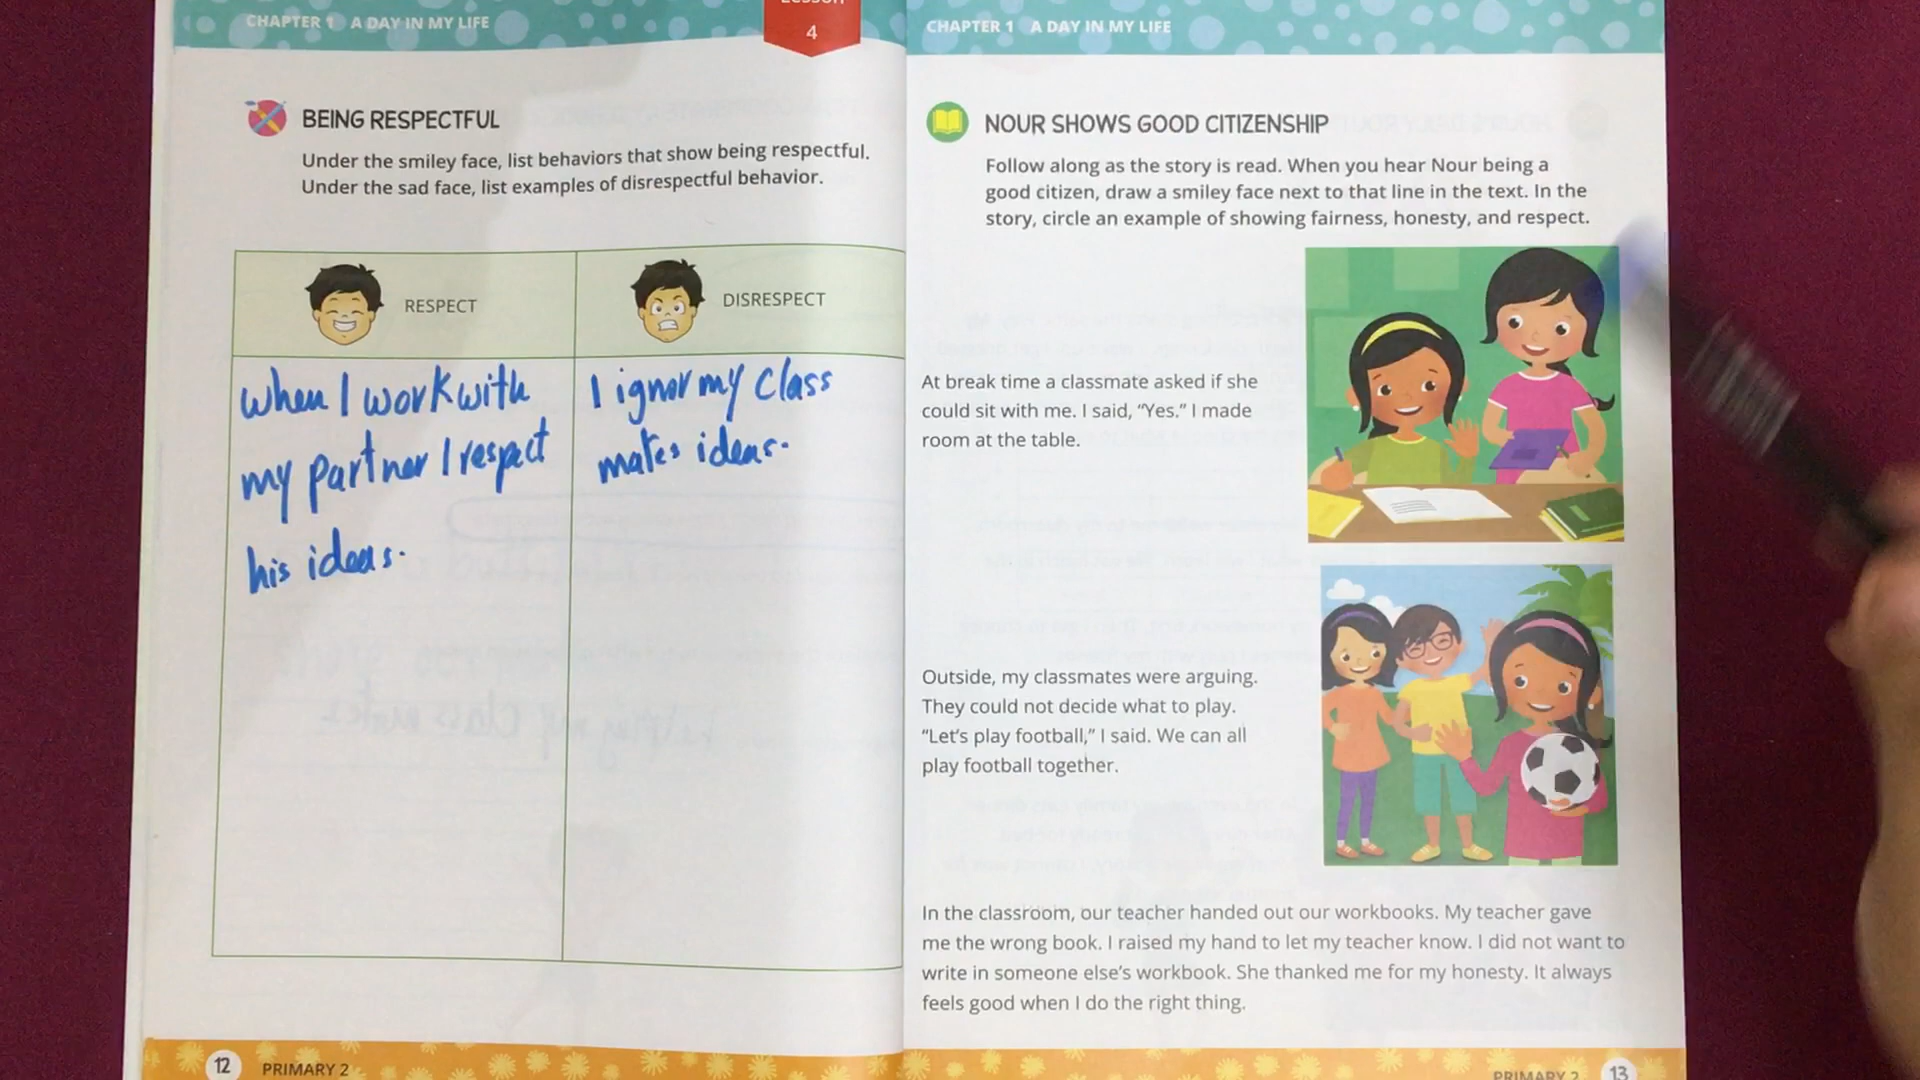 CHAPTER 1 A DAY IN MY LIFE
4
BEING RESPECTFUL
Under the smiley face, list behaviors that show being respectful.
Under the sad face, list examples of disrespectful behavior.
RESPECT
DISRESPECT
when I work with
my partner I respect
his ideas.
I ignor my class
mates ideas.
12 PRIMARY 2
CHAPTER 1 A DAY IN MY LIFE
NOUR SHOWS GOOD CITIZENSHIP
Follow along as the story is read. When you hear Nour being a
good citizen, draw a smiley face next to that line in the text. In the
story, circle an example of showing fairness, honesty, and respect.
At break time a classmate asked if she
could sit with me. I said, “Yes.” I made
room at the table.
Outside, my classmates were arguing.
They could not decide what to play.
“Let’s play football,” I said. We can all
play football together.
In the classroom, our teacher handed out our workbooks. My teacher gave
me the wrong book. I raised my hand to let my teacher know. I did not want to
write in someone else’s workbook. She thanked me for my honesty. It always
feels good when I do the right thing.
PRIMARY 2 13